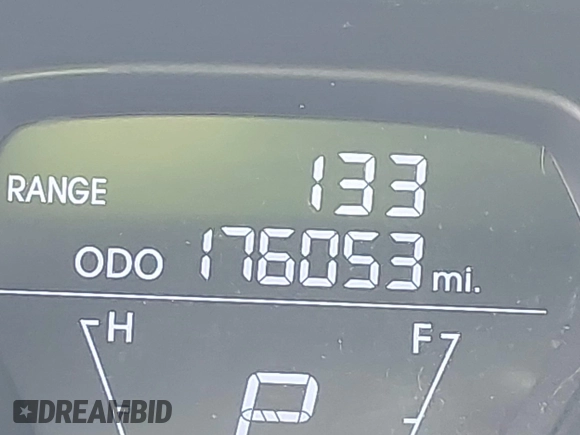 RANGE 133
ODO 176053 mi.
H F
P
DREAMBID